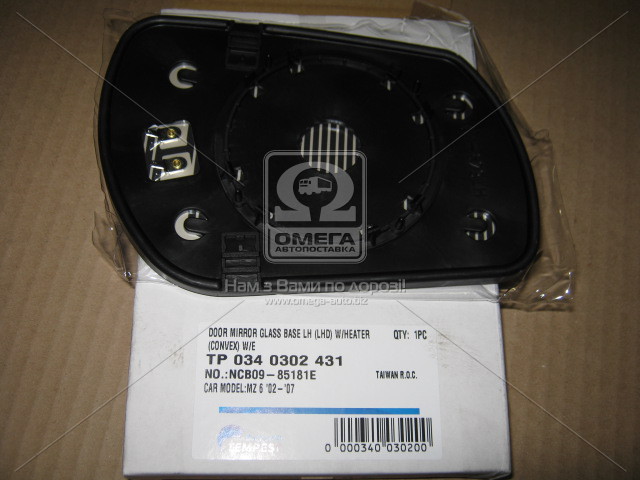 ОМЕГА
АВТОПОСТАВКА
Нам з Вами по дорозі!
www.omega-auto.biz
DOOR MIRROR GLASS BASE LH (LHD) W/HEATER QTY: 1PC
(CONVEX) W/E
TP 034 0302 431
NO.:NCB09-85181E TAIWAN R.O.C.
CAR MODEL:MZ 6 '02-'07
TEMPEST
0 000340 030200